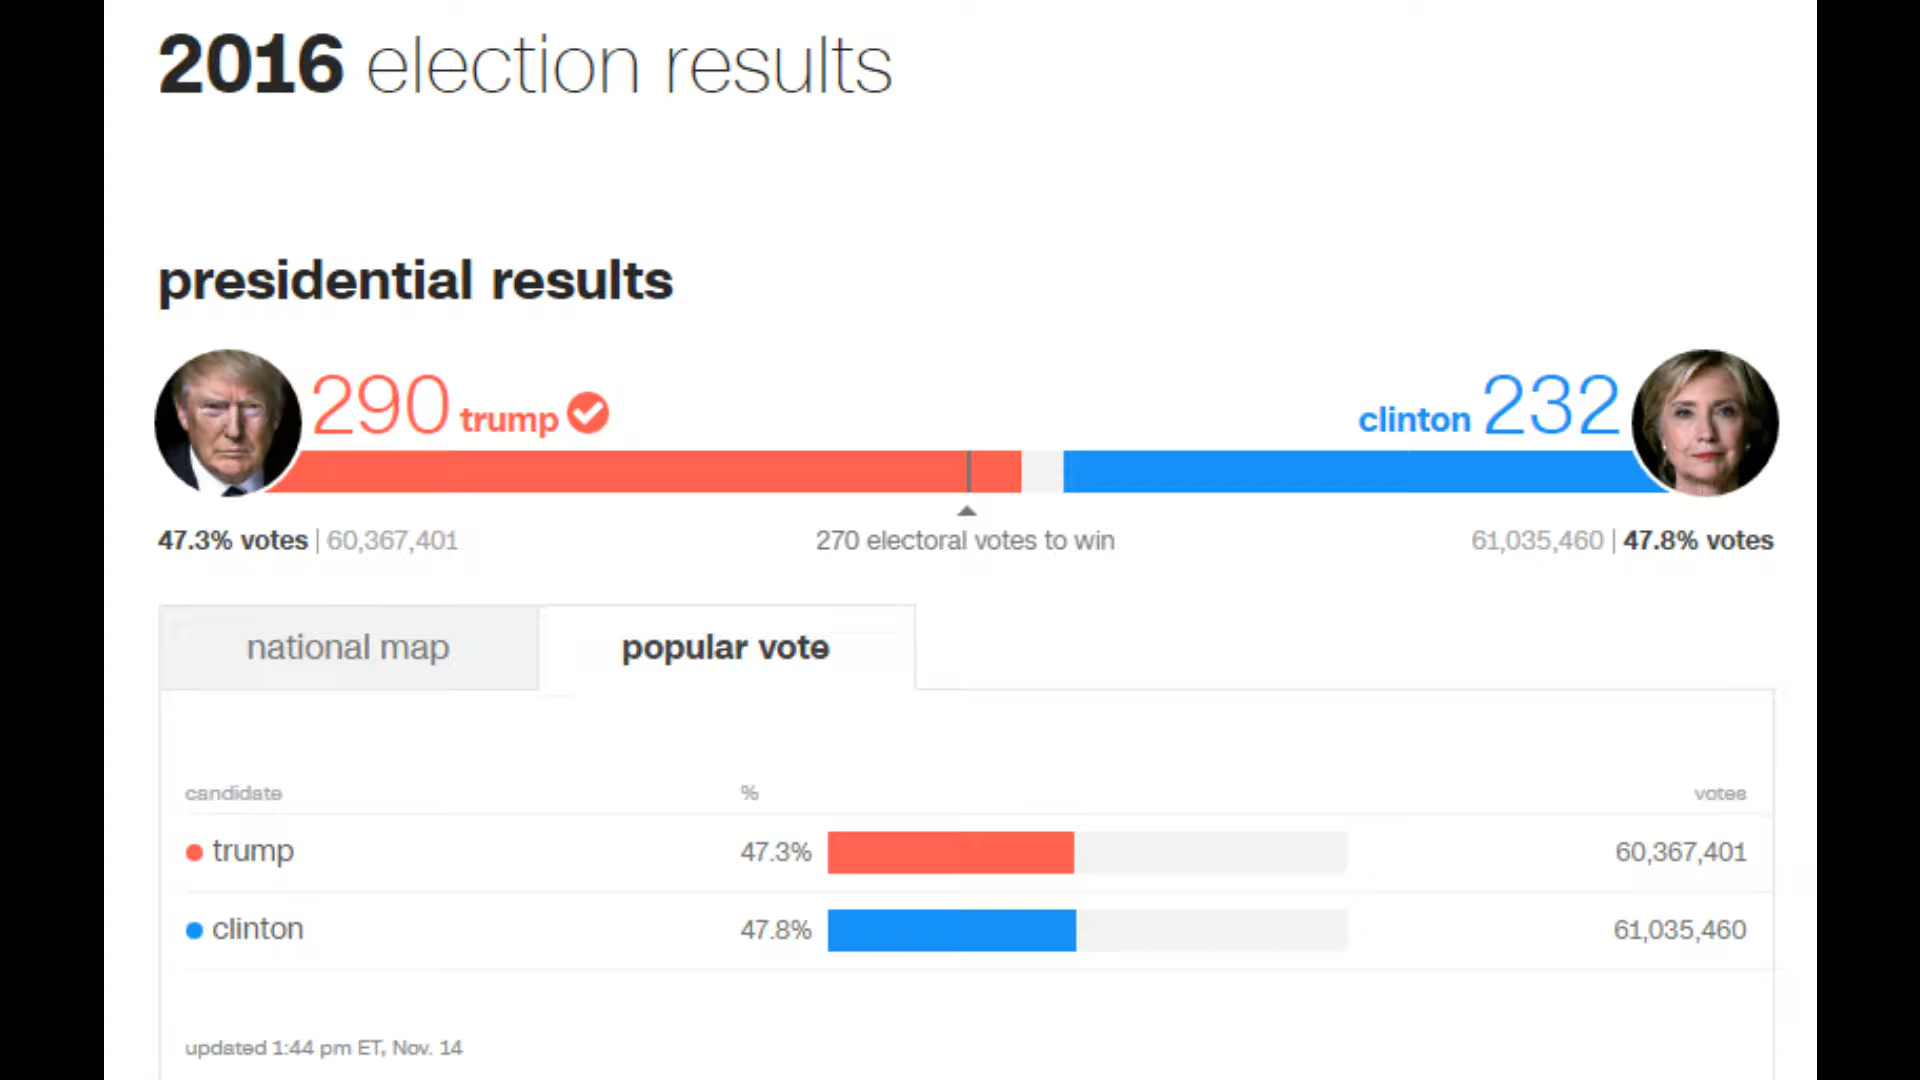 2016 election results
presidential results
290 trump
clinton 232
47.3% votes | 60,367,401
270 electoral votes to win
61,035,460 | 47.8% votes
national map
popular vote
candidate % votes
trump 47.3% 60,367,401
clinton 47.8% 61,035,460
updated 1:44 pm ET, Nov. 14